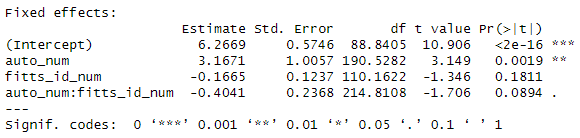 Fixed effects:
Estimate Std. Error df t value Pr(>|t|)
(Intercept) 6.2669 0.5746 88.8405 10.906 <2e-16 ***
auto_num 3.1671 1.0057 190.5282 3.149 0.0019 **
fitts_id_num -0.1665 0.1237 110.1622 -1.346 0.1811
auto_num:fitts_id_num -0.4041 0.2368 214.8108 -1.706 0.0894 .
---
Signif. codes: 0 ‘***’ 0.001 ‘**’ 0.01 ‘*’ 0.05 ‘.’ 0.1 ‘ ’ 1